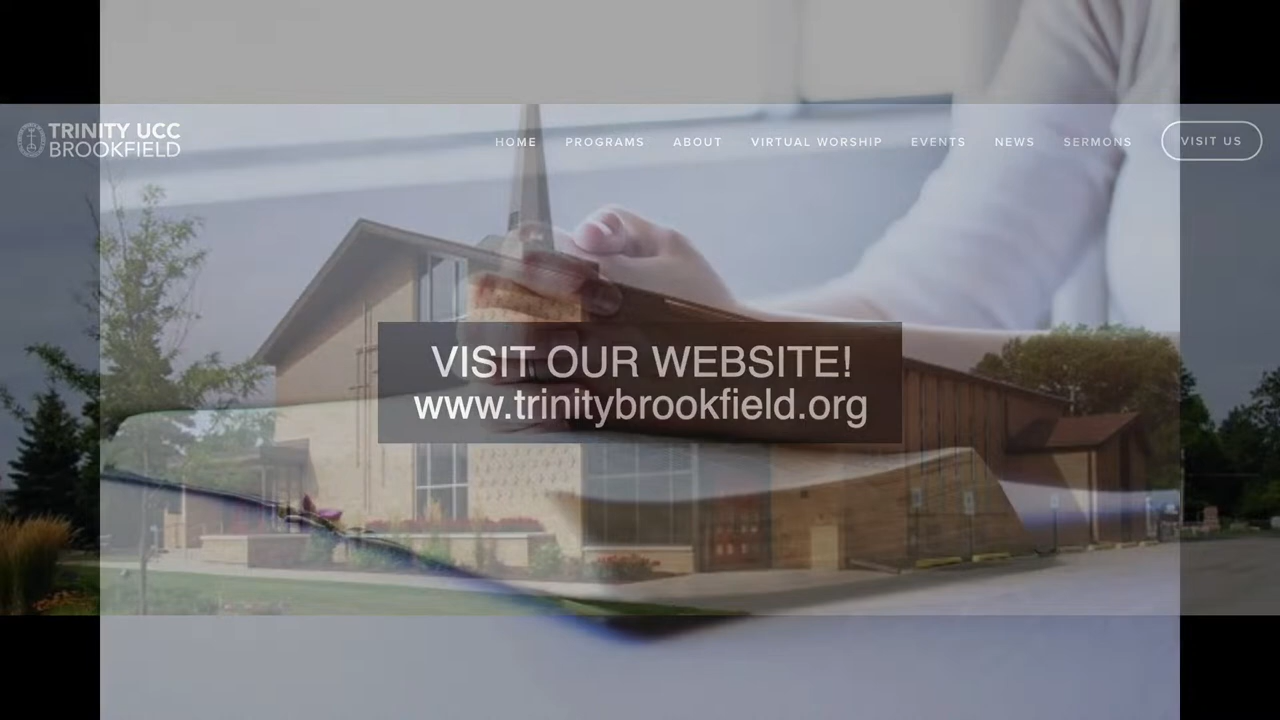 TRINITY UCC
BROOKFIELD
HOME PROGRAMS ABOUT VIRTUAL WORSHIP EVENTS NEWS SERMONS VISIT US
VISIT OUR WEBSITE!
www.trinitybrookfield.org